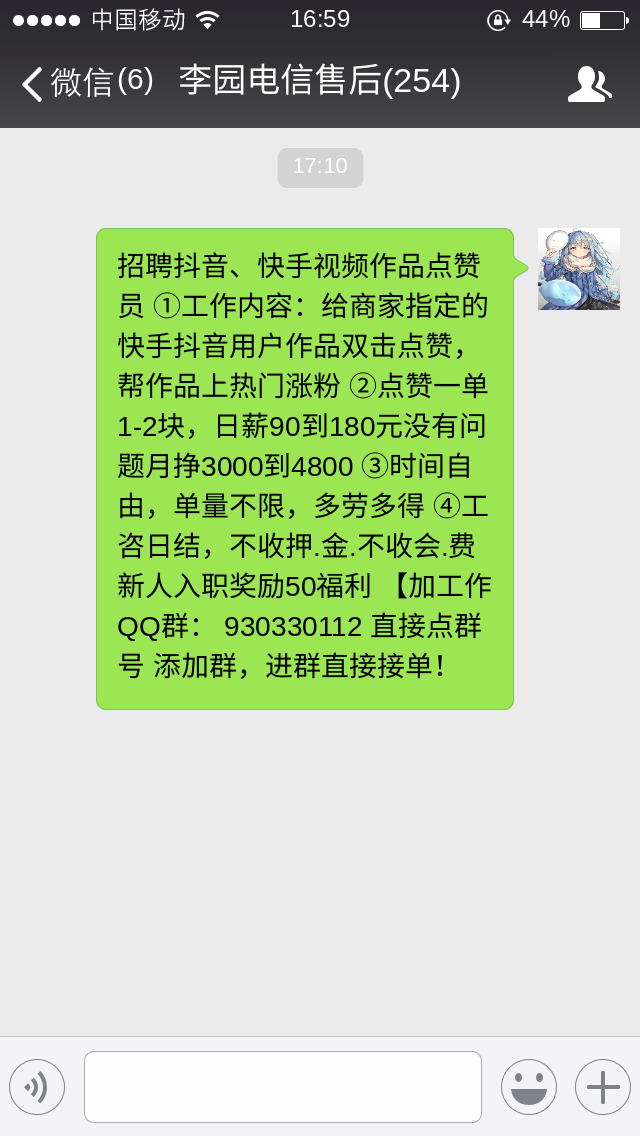 中国移动 16:59 44%
微信(6) 李园电信售后(254)
17:10
招聘抖音、快手视频作品点赞
员 ①工作内容：给商家指定的
快手抖音用户作品双击点赞，
帮作品上热门涨粉 ②点赞一单
1-2块，日薪90到180元没有问
题月挣3000到4800 ③时间自
由，单量不限，多劳多得 ④工
咨日结，不收押.金.不收会.费
新人入职奖励50福利 【加工作
QQ群： 930330112 直接点群
号 添加群，进群直接接单！